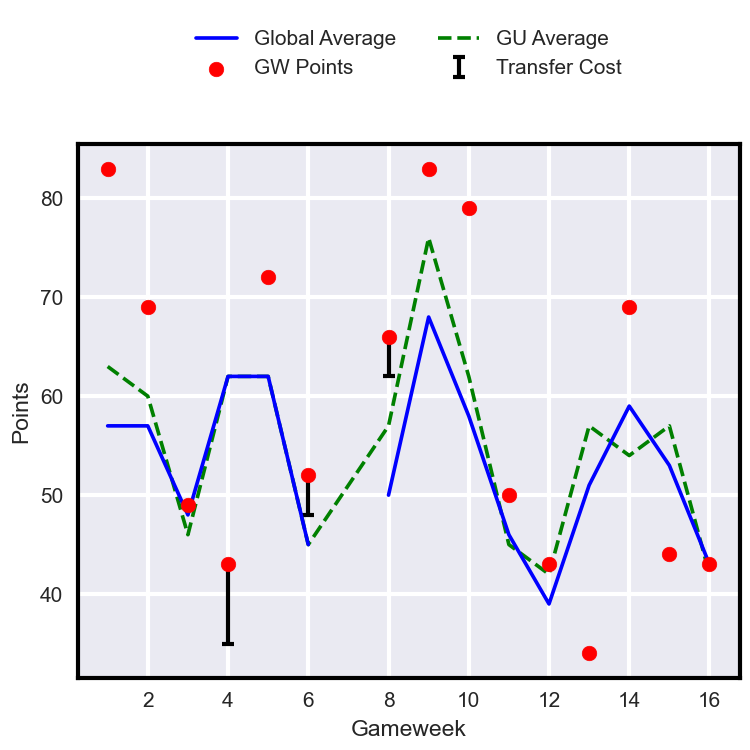 Global Average
GU Average
GW Points
Transfer Cost
80
70
60
50
40
Points
2 4 6 8 10 12 14 16
Gameweek